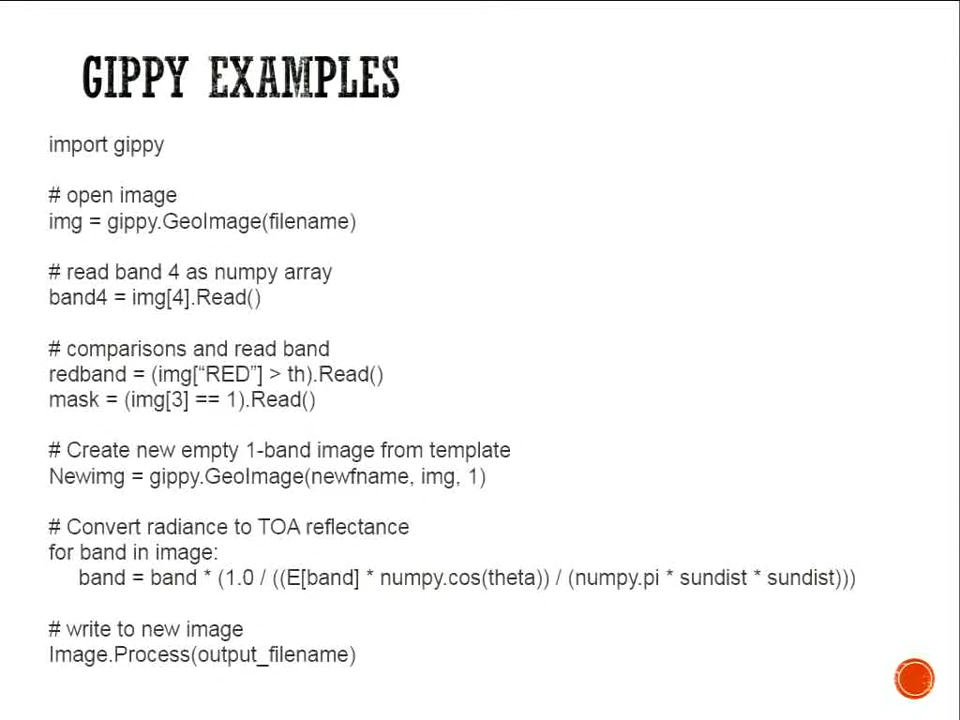 GIPPY EXAMPLES
import gippy
# open image
img = gippy.GeoImage(filename)
# read band 4 as numpy array
band4 = img[4].Read()
# comparisons and read band
redband = (img[“RED”] > th).Read()
mask = (img[3] == 1).Read()
# Create new empty 1-band image from template
Newimg = gippy.GeoImage(newfname, img, 1)
# Convert radiance to TOA reflectance
for band in image:
band = band * (1.0 / ((E[band] * numpy.cos(theta)) / (numpy.pi * sundist * sundist)))
# write to new image
Image.Process(output_filename)